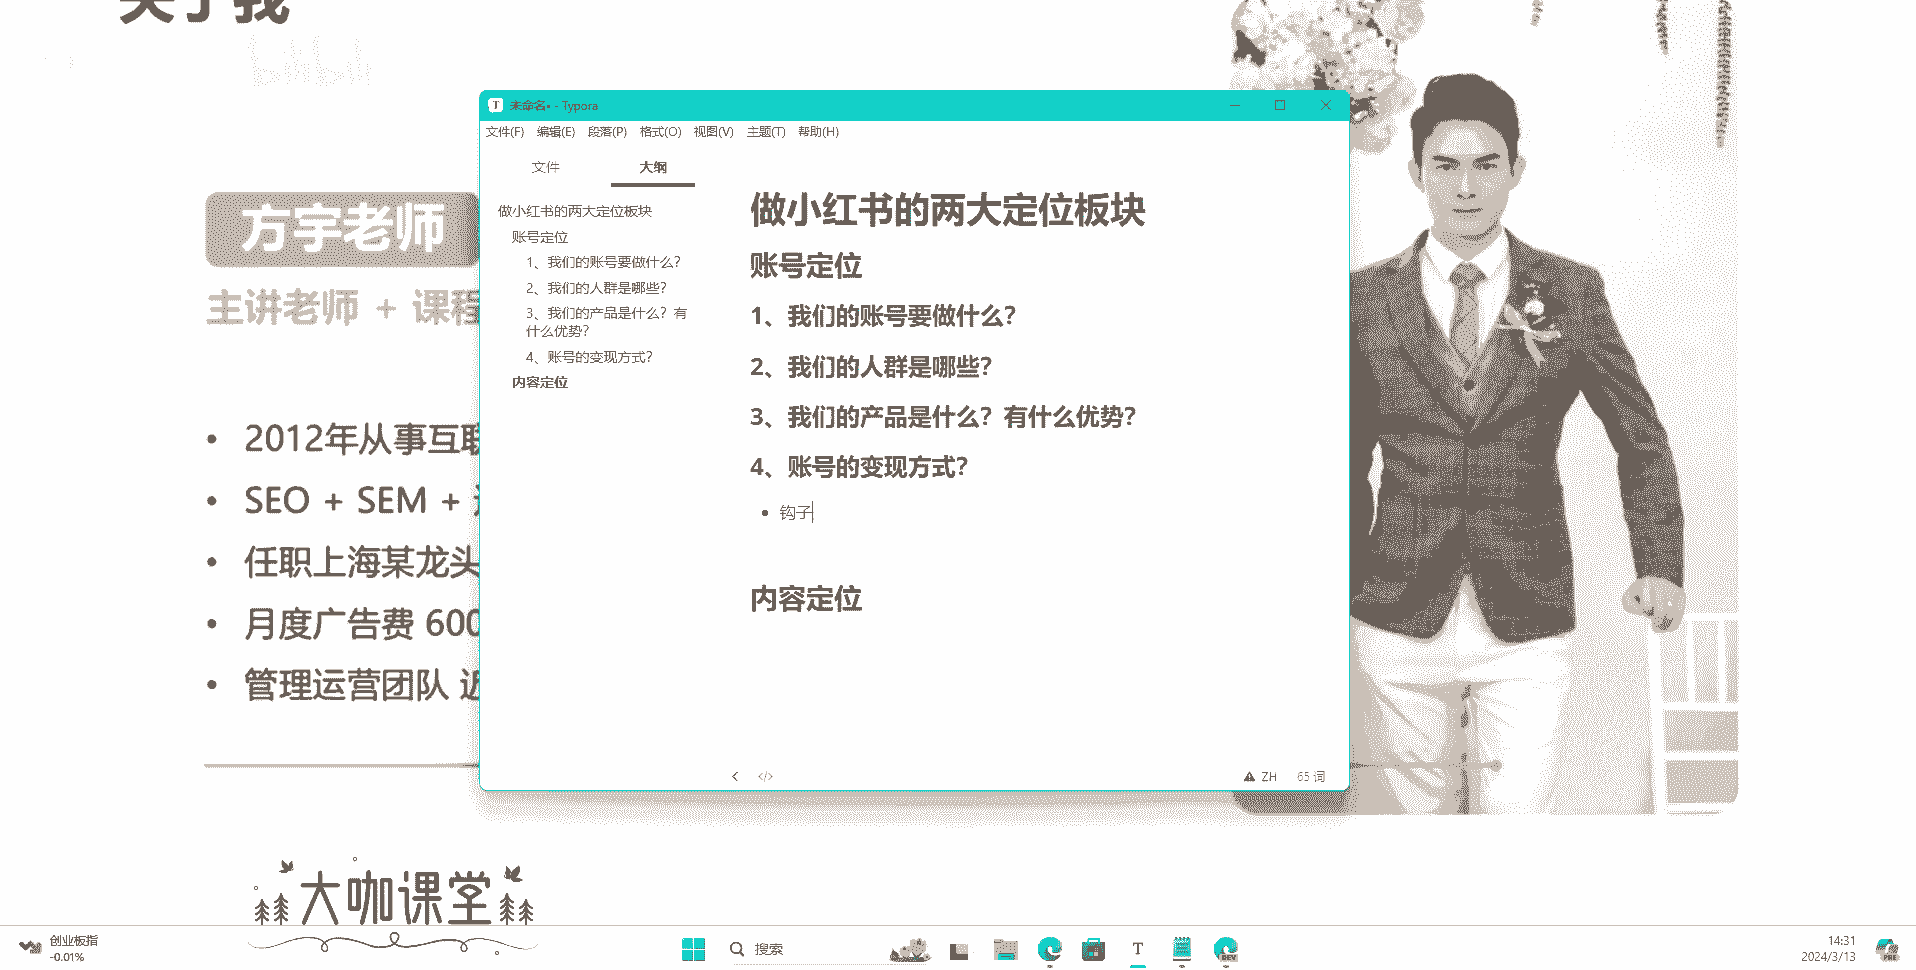 关于我
bilibili
方宇老师
主讲老师 + 课程
• 2012年从事互联
• SEO + SEM +
• 任职上海某龙头
• 月度广告费 600
• 管理运营团队 近
未命名• - Typora
文件(F) 编辑(E) 段落(P) 格式(O) 视图(V) 主题(T) 帮助(H)
文件 大纲
做小红书的两大定位板块
账号定位
1、我们的账号要做什么?
2、我们的人群是哪些?
3、我们的产品是什么? 有
什么优势?
4、账号的变现方式?
内容定位
做小红书的两大定位板块
账号定位
1、我们的账号要做什么?
2、我们的人群是哪些?
3、我们的产品是什么? 有什么优势?
4、账号的变现方式?
• 钩子
内容定位
ZH 65 词
大咖课堂
创业板指
-0.01%
搜索
T
DEV
14:31
2024/3/13
PRE